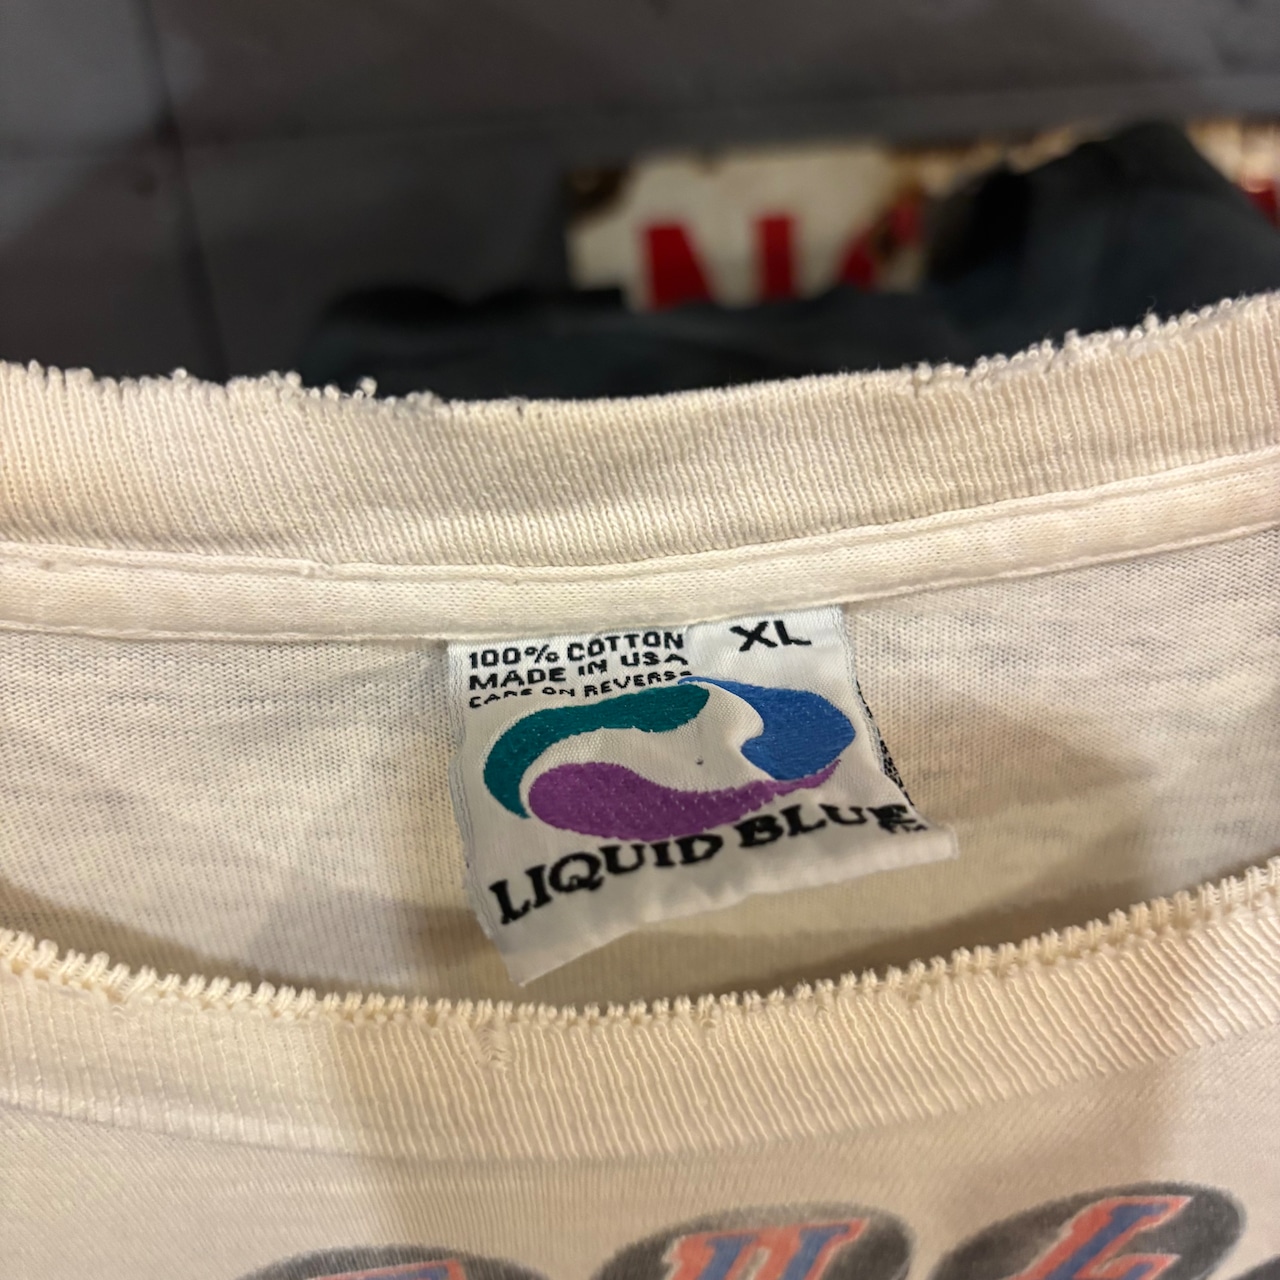 100% COTTON
XL
MADE IN USA
CARE ON REVERSE
LIQUID BLUE